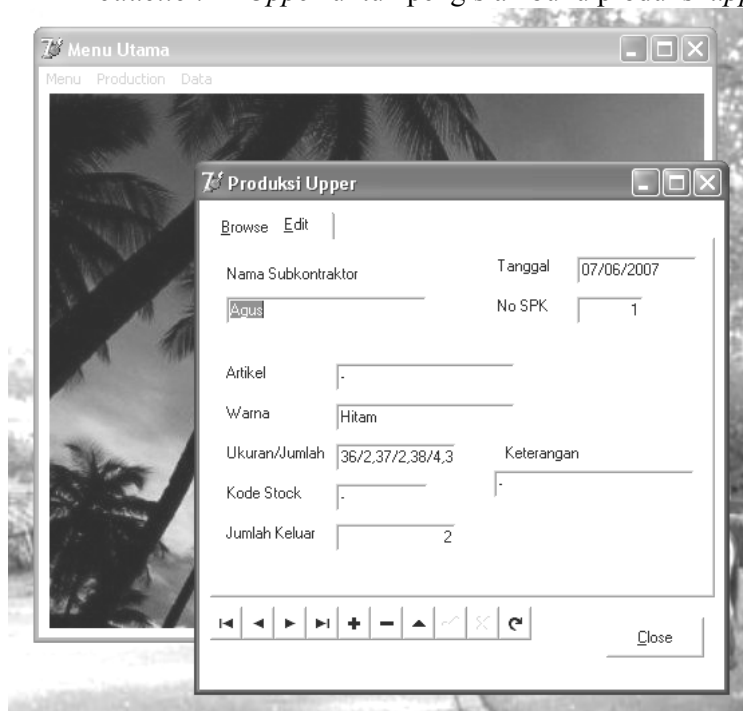 Menu Utama
Menu Production Data
Produksi Upper
Browse Edit
Nama Subkontraktor
Tanggal 07/06/2007
Agus
No SPK 1
Artikel -
Warna Hitam
Ukuran/Jumlah 36/2,37/2,38/4,3
Keterangan
Kode Stock -
-
Jumlah Keluar 2
Close